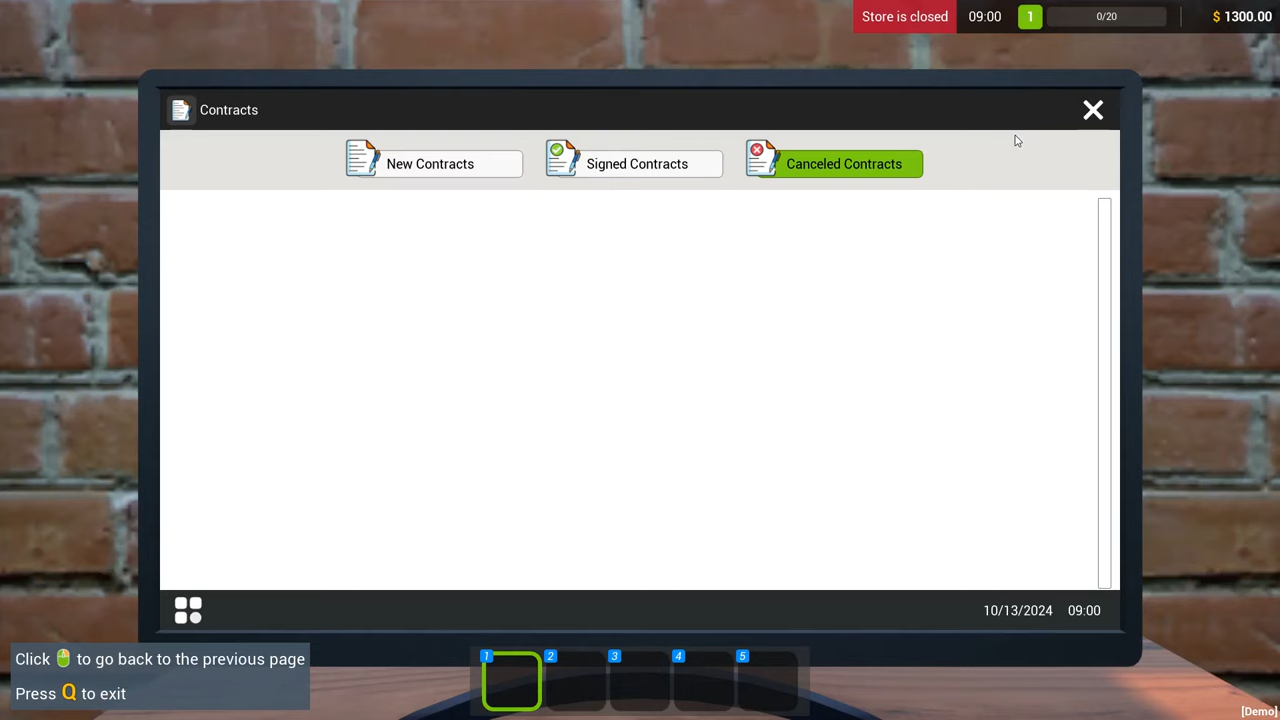 Store is closed 09:00 1 0/20 $ 1300.00
Contracts
New Contracts Signed Contracts Canceled Contracts
10/13/2024 09:00
Click to go back to the previous page
Press Q to exit
1 2 3 4 5
[Demo]